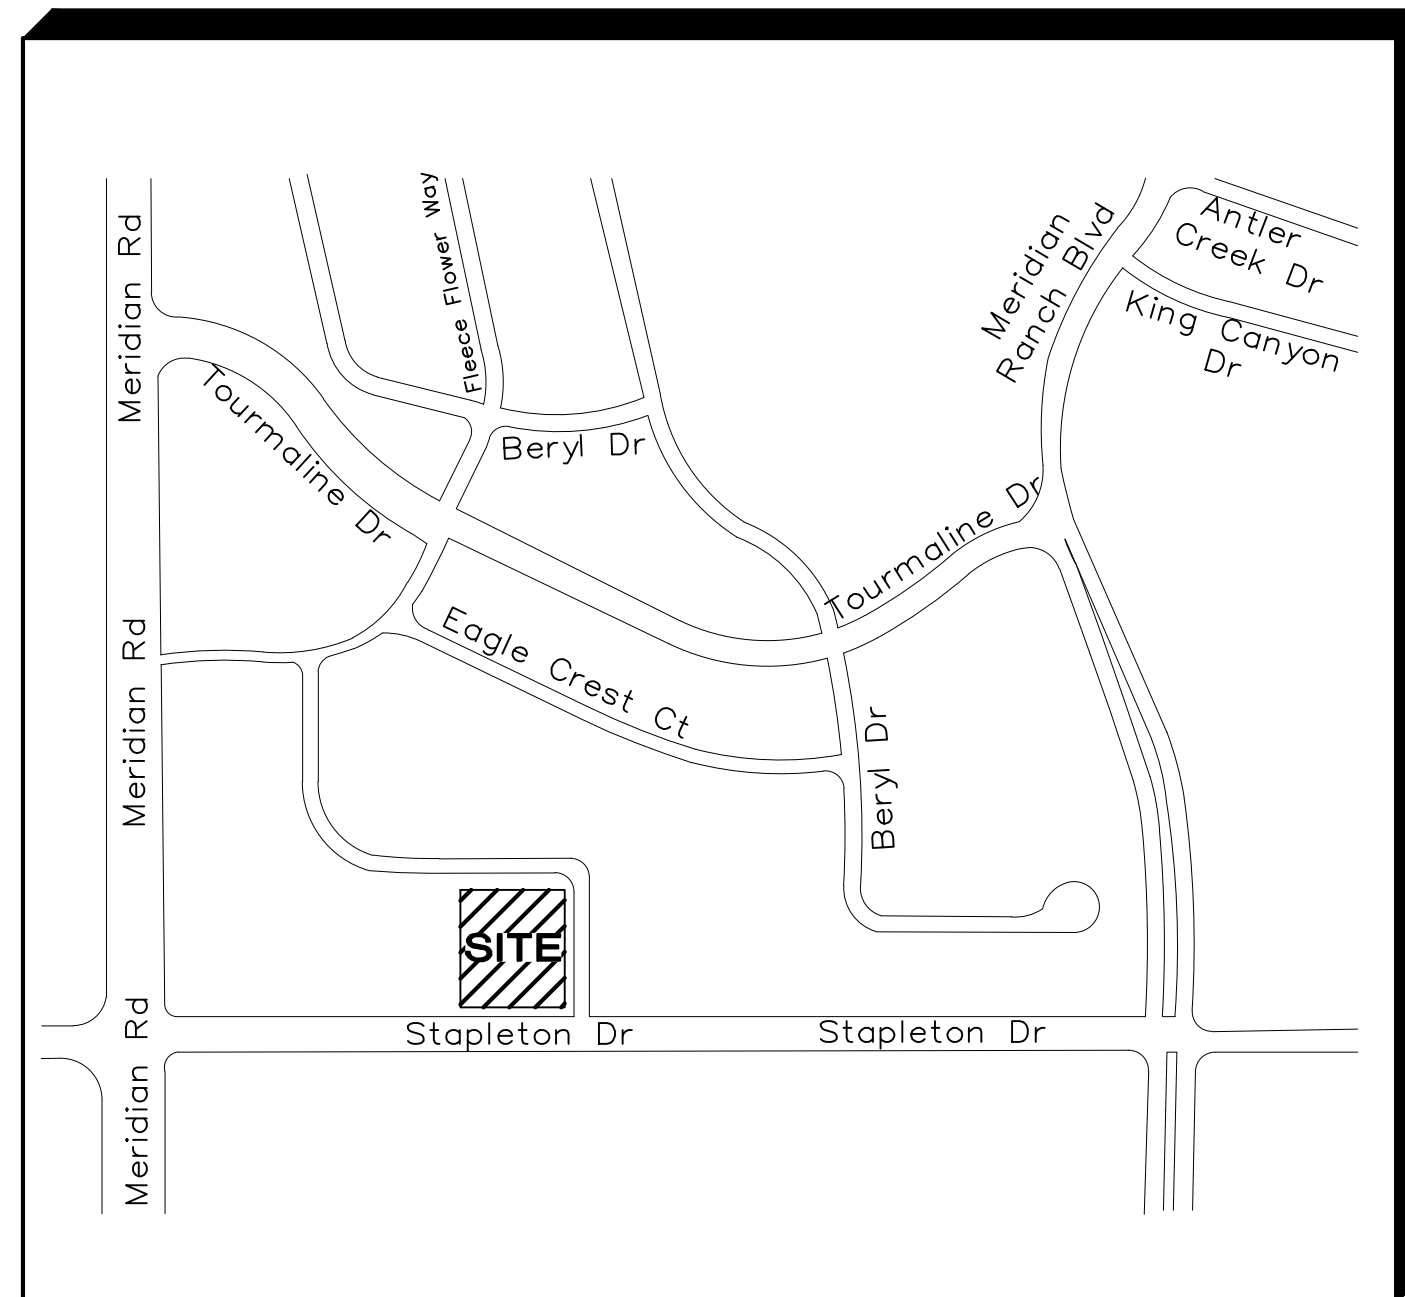 Fleece Flower Way
Meridian Rd
Meridian
Ranch Blvd
Antler
Creek Dr
King Canyon
Dr
Tourmaline Dr
Beryl Dr
Tourmaline Dr
Meridian Rd
Eagle Crest Ct
Beryl Dr
SITE
Meridian Rd
Stapleton Dr
Stapleton Dr
Meridian Rd